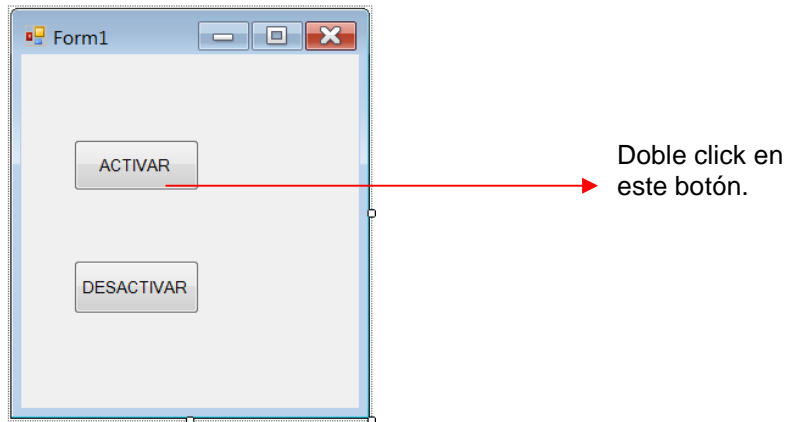 Form1
ACTIVAR
Doble click en
este botón.
DESACTIVAR